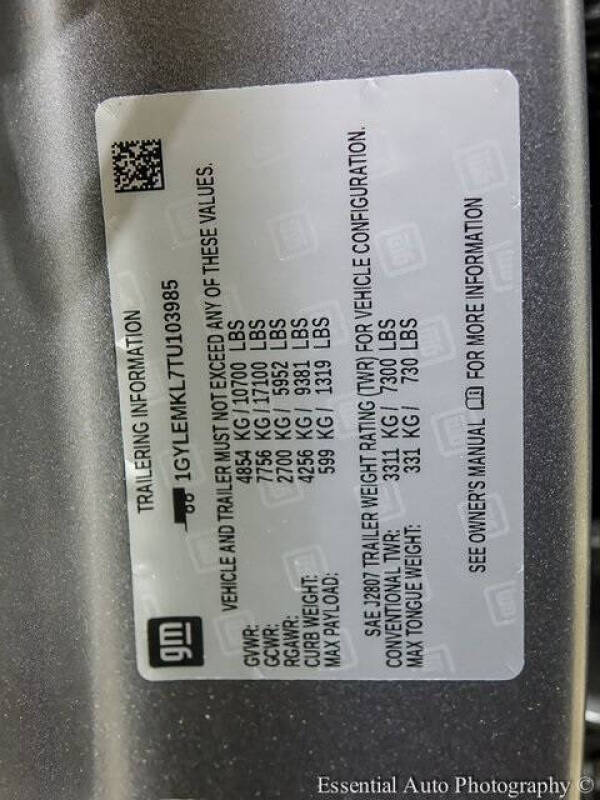 gm
TRAILERING INFORMATION
1GYLEMKL7TU103985
VEHICLE AND TRAILER MUST NOT EXCEED ANY OF THESE VALUES.
GVWR: 4854 KG/10700 LBS
GCWR: 7756 KG/17100 LBS
RGAWR: 2700 KG/ 5952 LBS
CURB WEIGHT: 4256 KG/ 9381 LBS
MAX PAYLOAD: 599 KG/ 1319 LBS
SAE J2807 TRAILER WEIGHT RATING (TWR) FOR VEHICLE CONFIGURATION.
CONVENTIONAL TWR: 3311 KG/ 7300 LBS
MAX TONGUE WEIGHT: 331 KG/ 730 LBS
SEE OWNER'S MANUAL FOR MORE INFORMATION
Essential Auto Photography ©